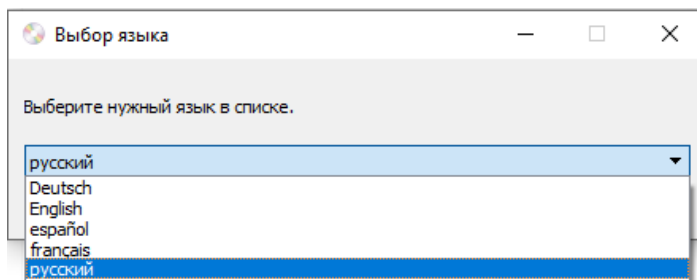 Выбор языка
Выберите нужный язык в списке.
русский
Deutsch
English
español
français
русский